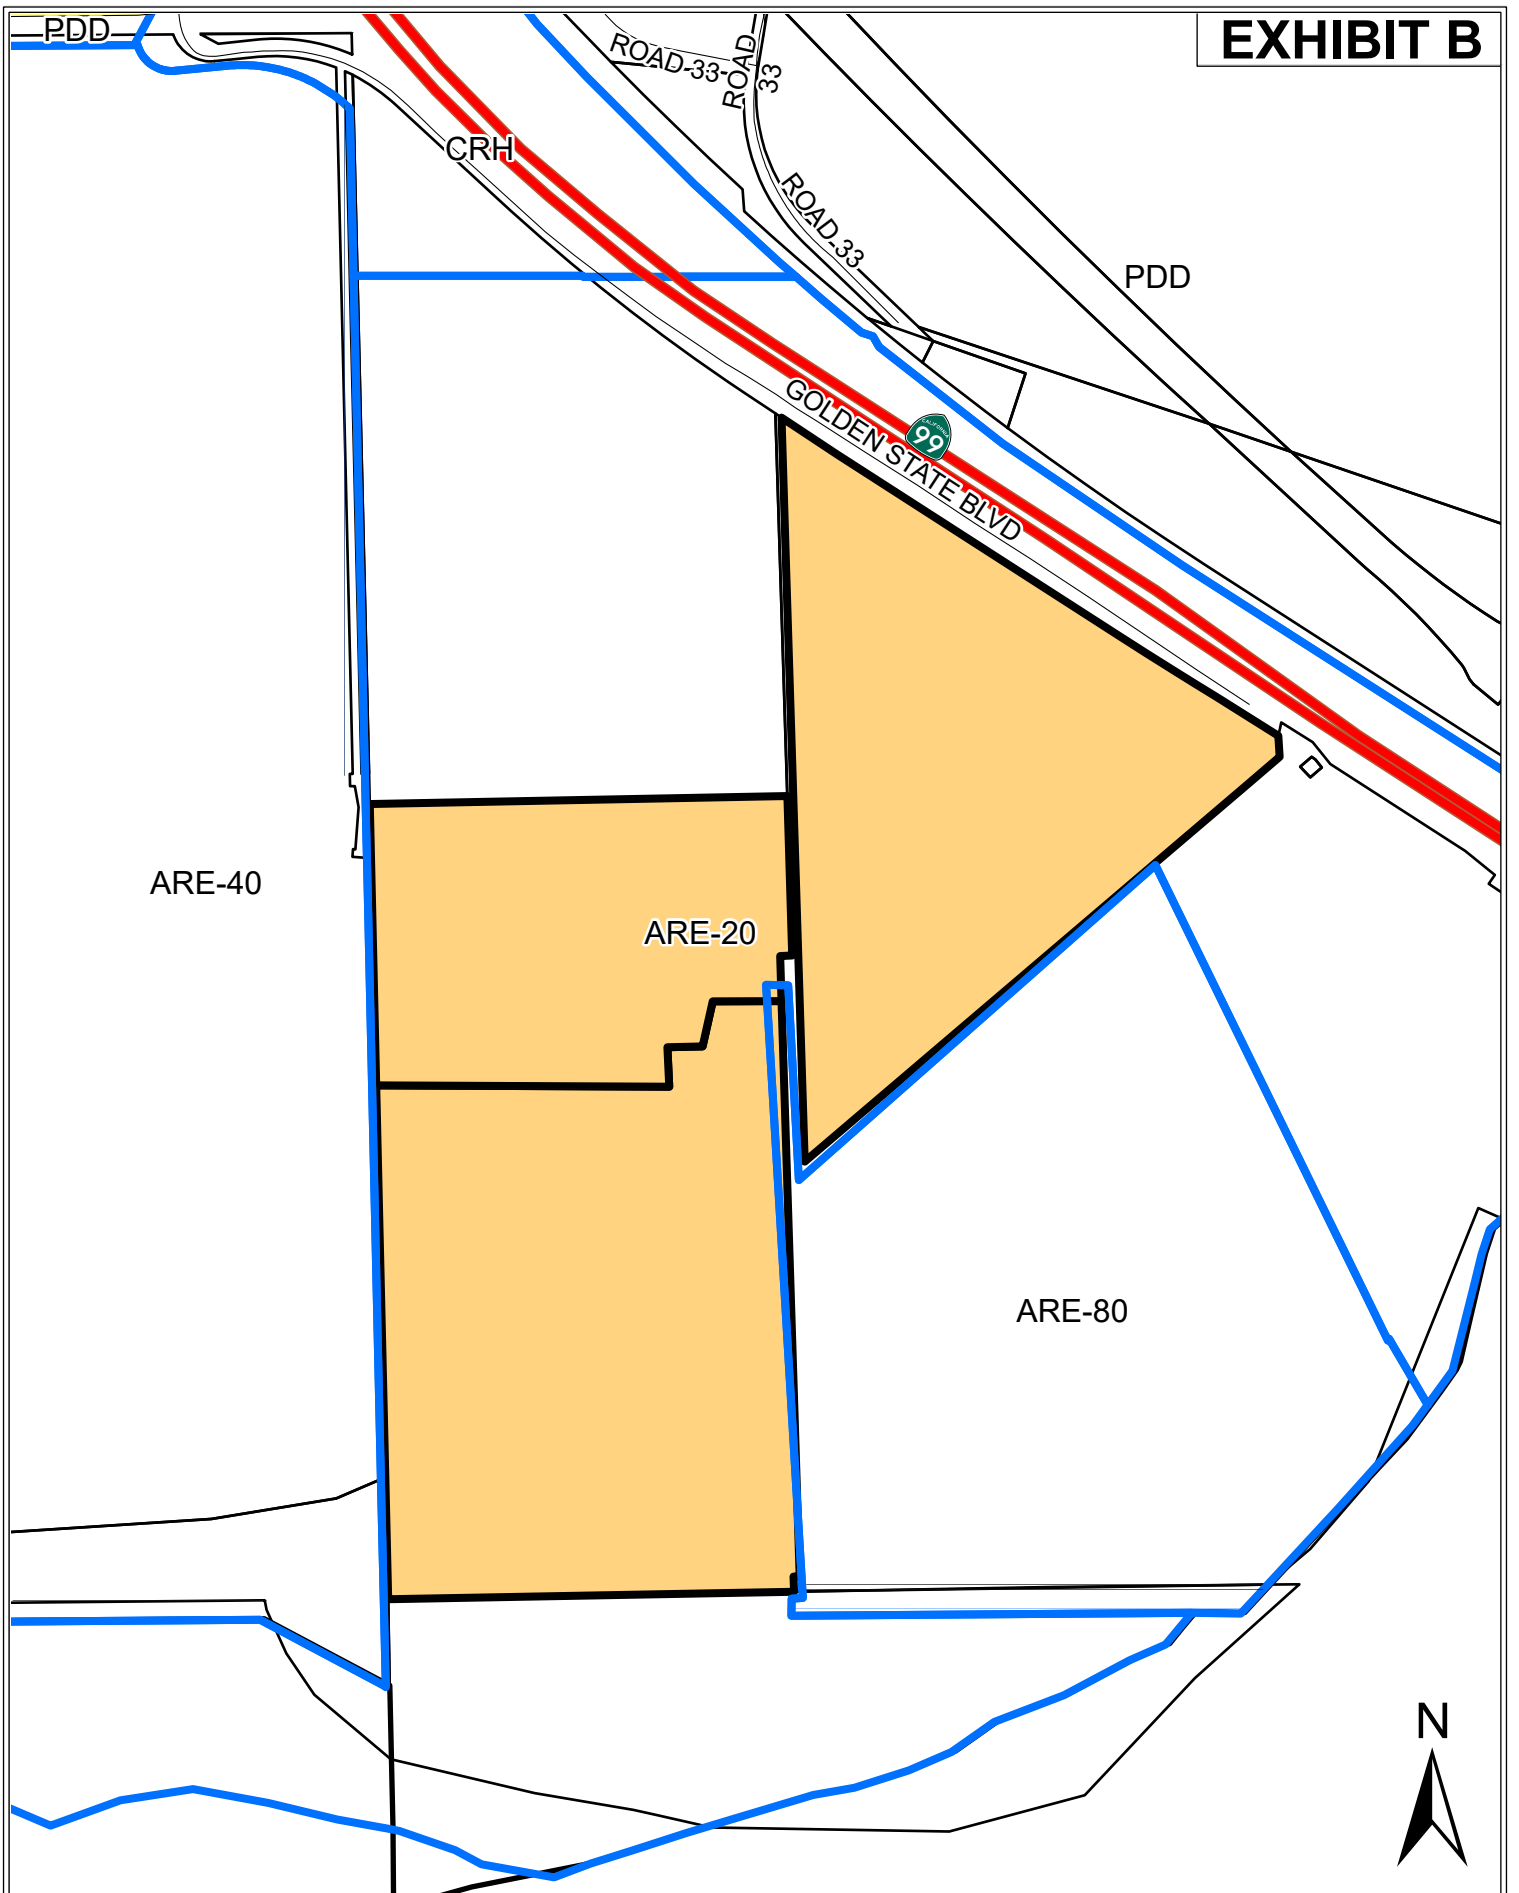 EXHIBIT B
PDD
ROAD 33
ROAD 33
CRH
ROAD 33
PDD
GOLDEN STATE BLVD
CALIFORNIA
99
ARE-40
ARE-20
ARE-80
N